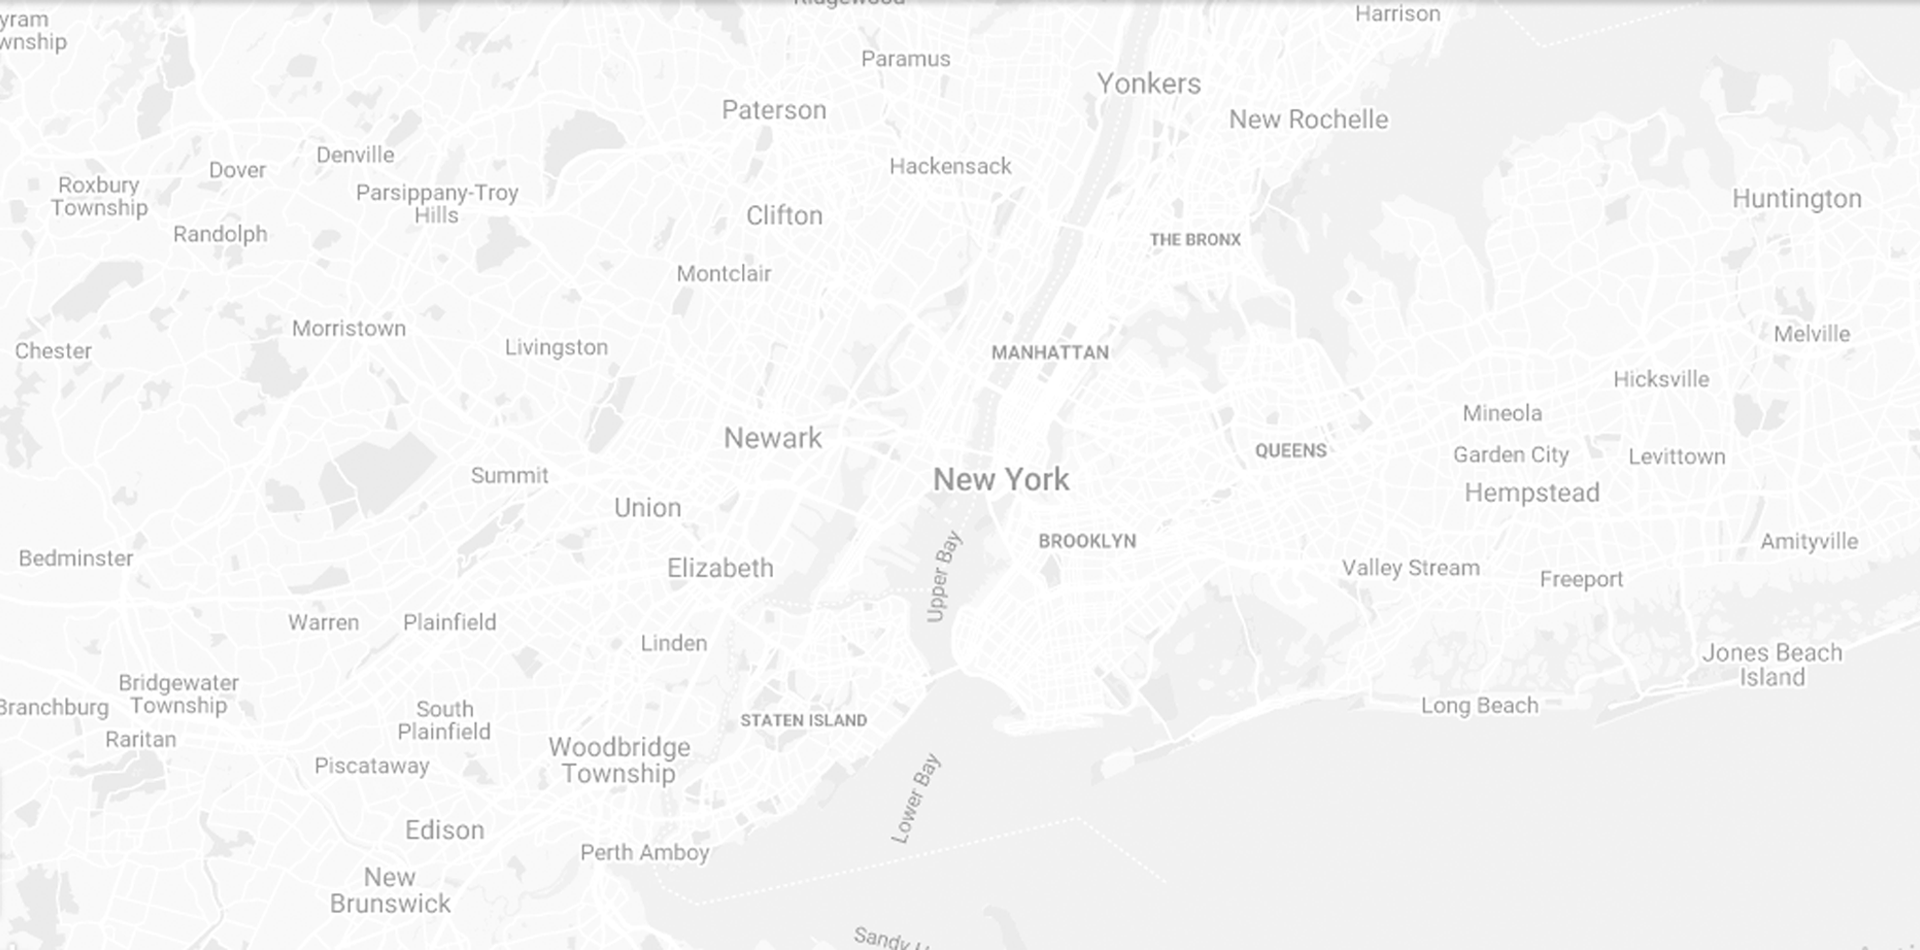 Harrison
Paramus
Yonkers
Paterson
New Rochelle
Denville
Hackensack
Dover
Roxbury
Township
Parsippany-Troy
Hills
Huntington
Clifton
Randolph
THE BRONX
Montclair
Morristown
Melville
Livingston
Chester
MANHATTAN
Hicksville
Mineola
Newark
QUEENS
Garden City
Levittown
Summit
New York
Hempstead
Union
BROOKLYN
Amityville
Bedminster
Elizabeth
Upper Bay
Valley Stream
Freeport
Warren
Plainfield
Linden
Jones Beach
Island
Bridgewater
Township
Branchburg
Long Beach
South
Plainfield
STATEN ISLAND
Raritan
Woodbridge
Township
Piscataway
Lower Bay
Edison
Perth Amboy
New
Brunswick
Sandy